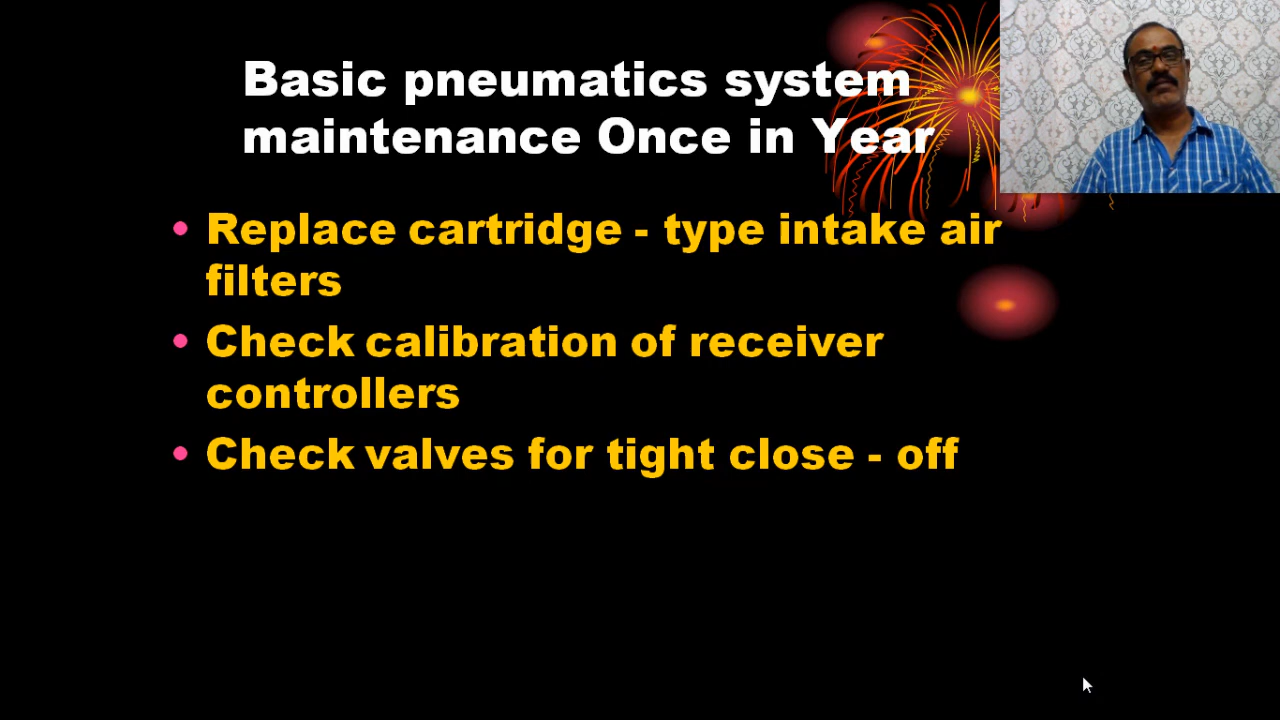 Basic pneumatics system
maintenance Once in Year
• Replace cartridge - type intake air
filters
• Check calibration of receiver
controllers
• Check valves for tight close - off